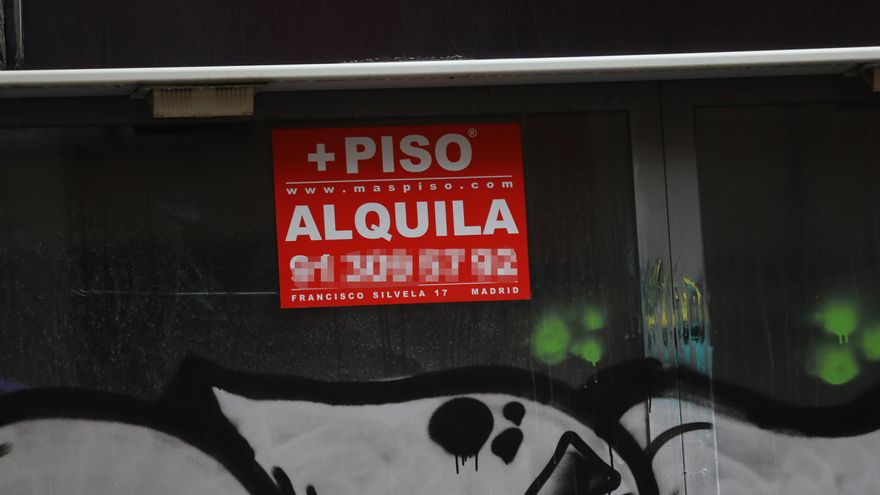 + PISO®
www.maspiso.com
ALQUILA
FRANCISCO SILVELA 17 MADRID